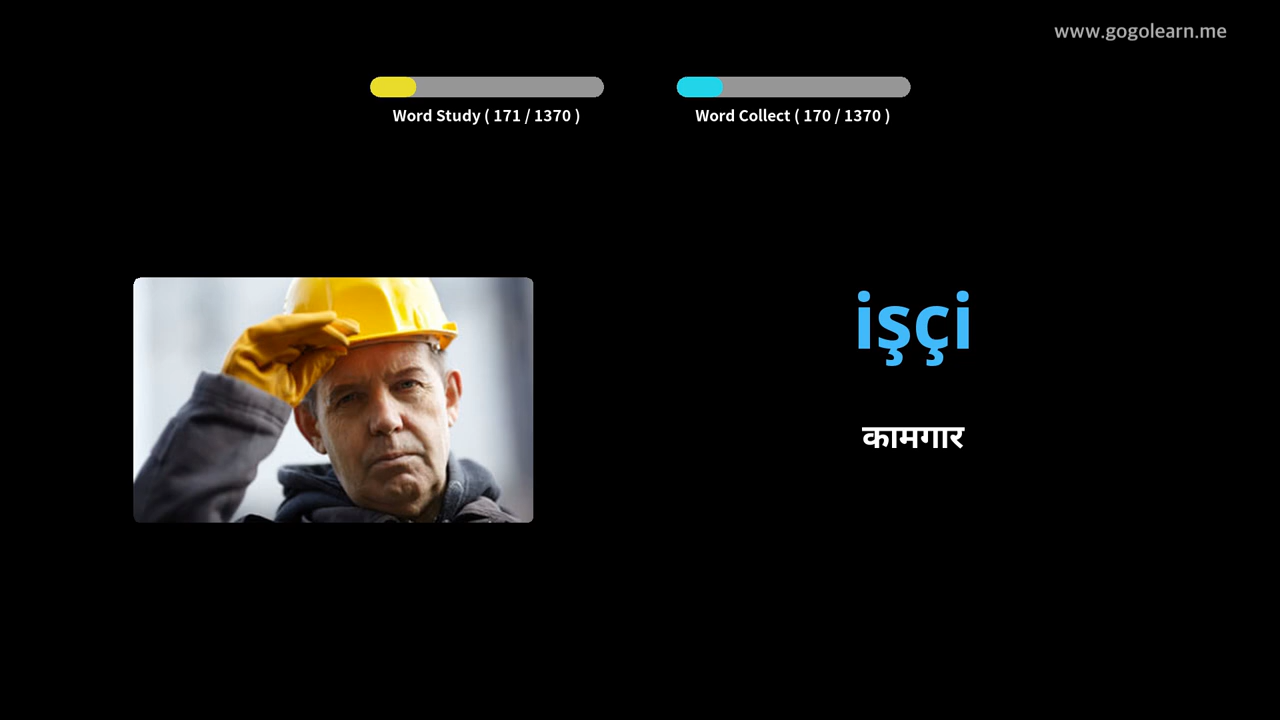 www.gogolearn.me
Word Study ( 171 / 1370 )
Word Collect ( 170 / 1370 )
işçi
कामगार